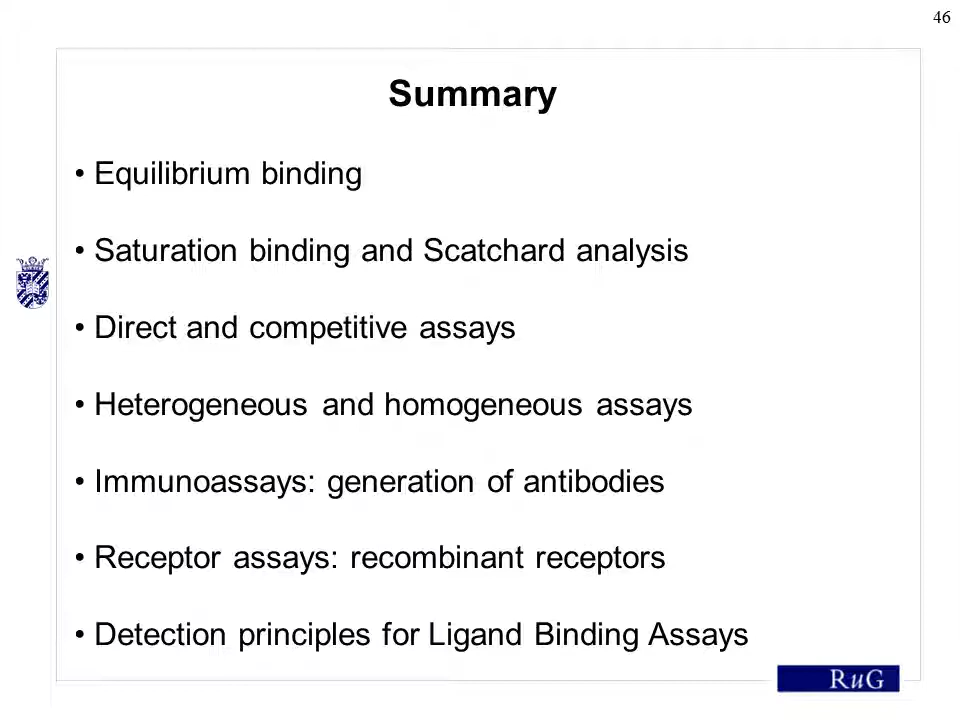 46
Summary
• Equilibrium binding
• Saturation binding and Scatchard analysis
• Direct and competitive assays
• Heterogeneous and homogeneous assays
• Immunoassays: generation of antibodies
• Receptor assays: recombinant receptors
• Detection principles for Ligand Binding Assays
RuG